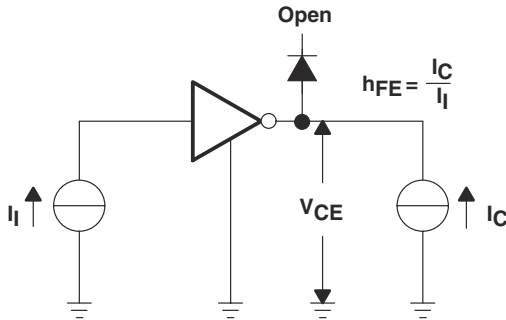 Open
hFE = IC
II
II
VCE
IC